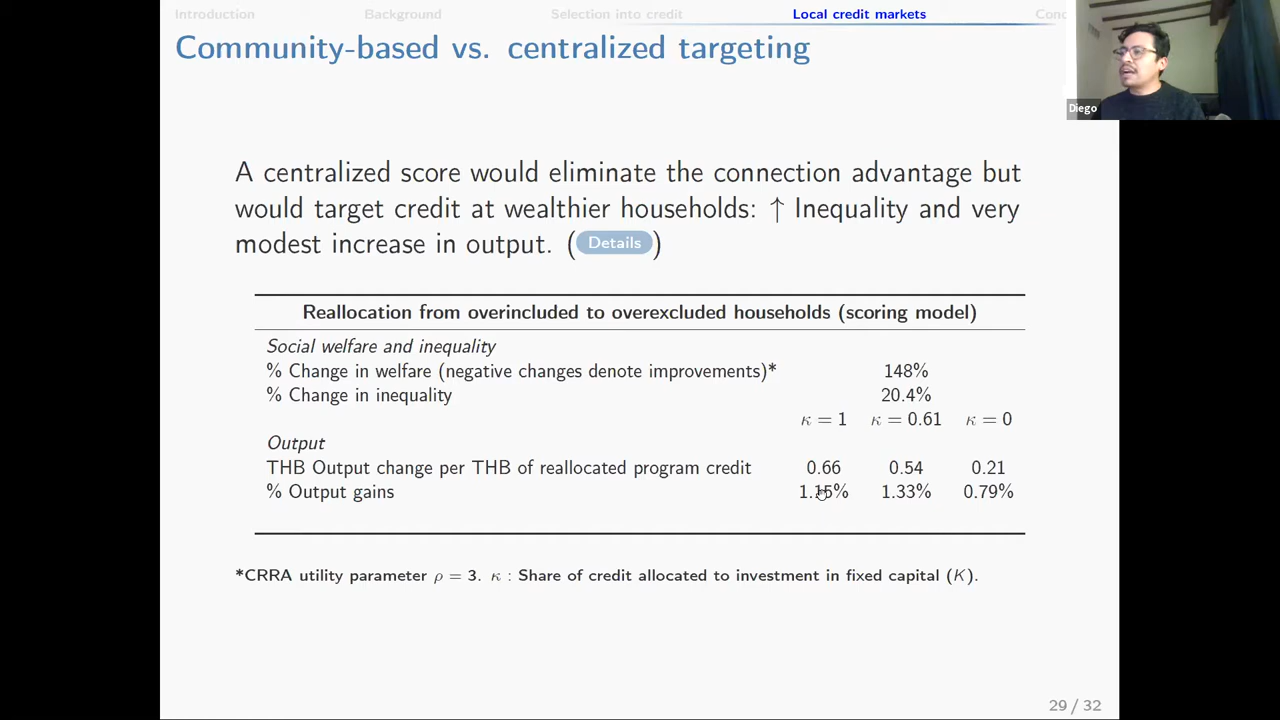 Introduction Background Selection into credit Local credit markets
Community-based vs. centralized targeting
Diego
A centralized score would eliminate the connection advantage but
would target credit at wealthier households: ↑ Inequality and very
modest increase in output. (Details)
Reallocation from overincluded to overexcluded households (scoring model)
Social welfare and inequality
% Change in welfare (negative changes denote improvements)* 148%
% Change in inequality 20.4%
κ = 1 κ = 0.61 κ = 0
Output
THB Output change per THB of reallocated program credit 0.66 0.54 0.21
% Output gains 1.15% 1.33% 0.79%
*CRRA utility parameter ρ = 3. κ : Share of credit allocated to investment in fixed capital (K).
29 / 32